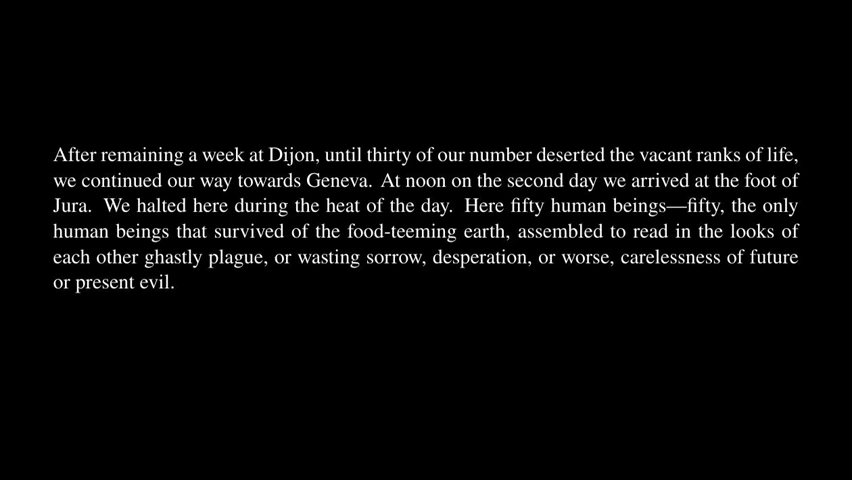 After remaining a week at Dijon, until thirty of our number deserted the vacant ranks of life,
we continued our way towards Geneva. At noon on the second day we arrived at the foot of
Jura. We halted here during the heat of the day. Here fifty human beings—fifty, the only
human beings that survived of the food-teeming earth, assembled to read in the looks of
each other ghastly plague, or wasting sorrow, desperation, or worse, carelessness of future
or present evil.